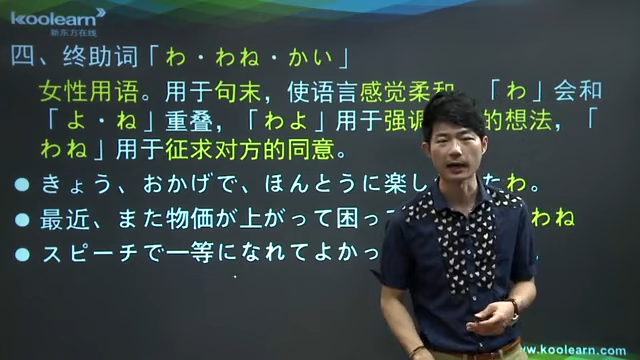 koolearn
新东方在线
四、终助词「わ・わね・かい」
女性用语。用于句末，使语言感觉柔和 「わ」会和
「よ・ね」重叠，「わよ」用于强调 的想法，「
わね」用于征求对方的同意。
● きょう、おかげで、ほんとうに楽し たわ。
● 最近、また物価が上がって困って わね
● スピーチで一等になれてよかっ
www.koolearn.com